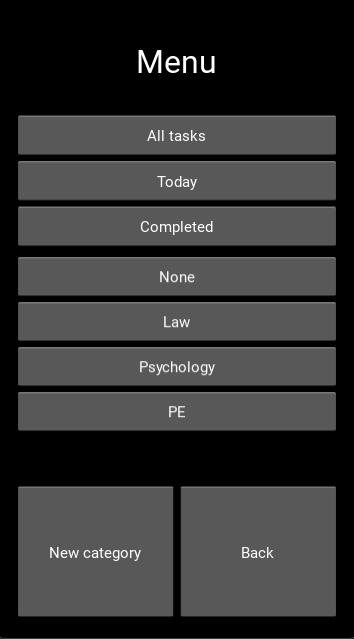 Menu
All tasks
Today
Completed
None
Law
Psychology
PE
New category
Back